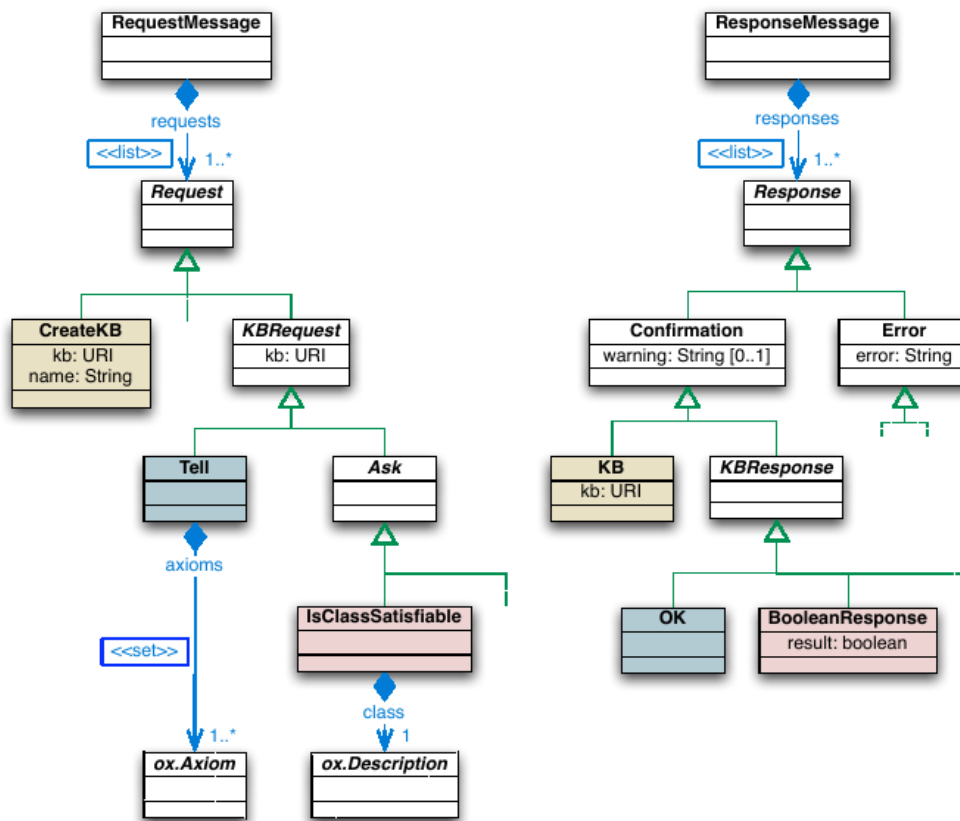 RequestMessage
requests
<<list>>
1..*
Request
CreateKB
kb: URI
name: String
KBRequest
kb: URI
Tell
Ask
axioms
<<set>>
1..*
ox.Axiom
IsClassSatisfiable
class
1
ox.Description
ResponseMessage
responses
<<list>>
1..*
Response
Confirmation
warning: String [0..1]
Error
error: String
KB
kb: URI
KBResponse
OK
BooleanResponse
result: boolean